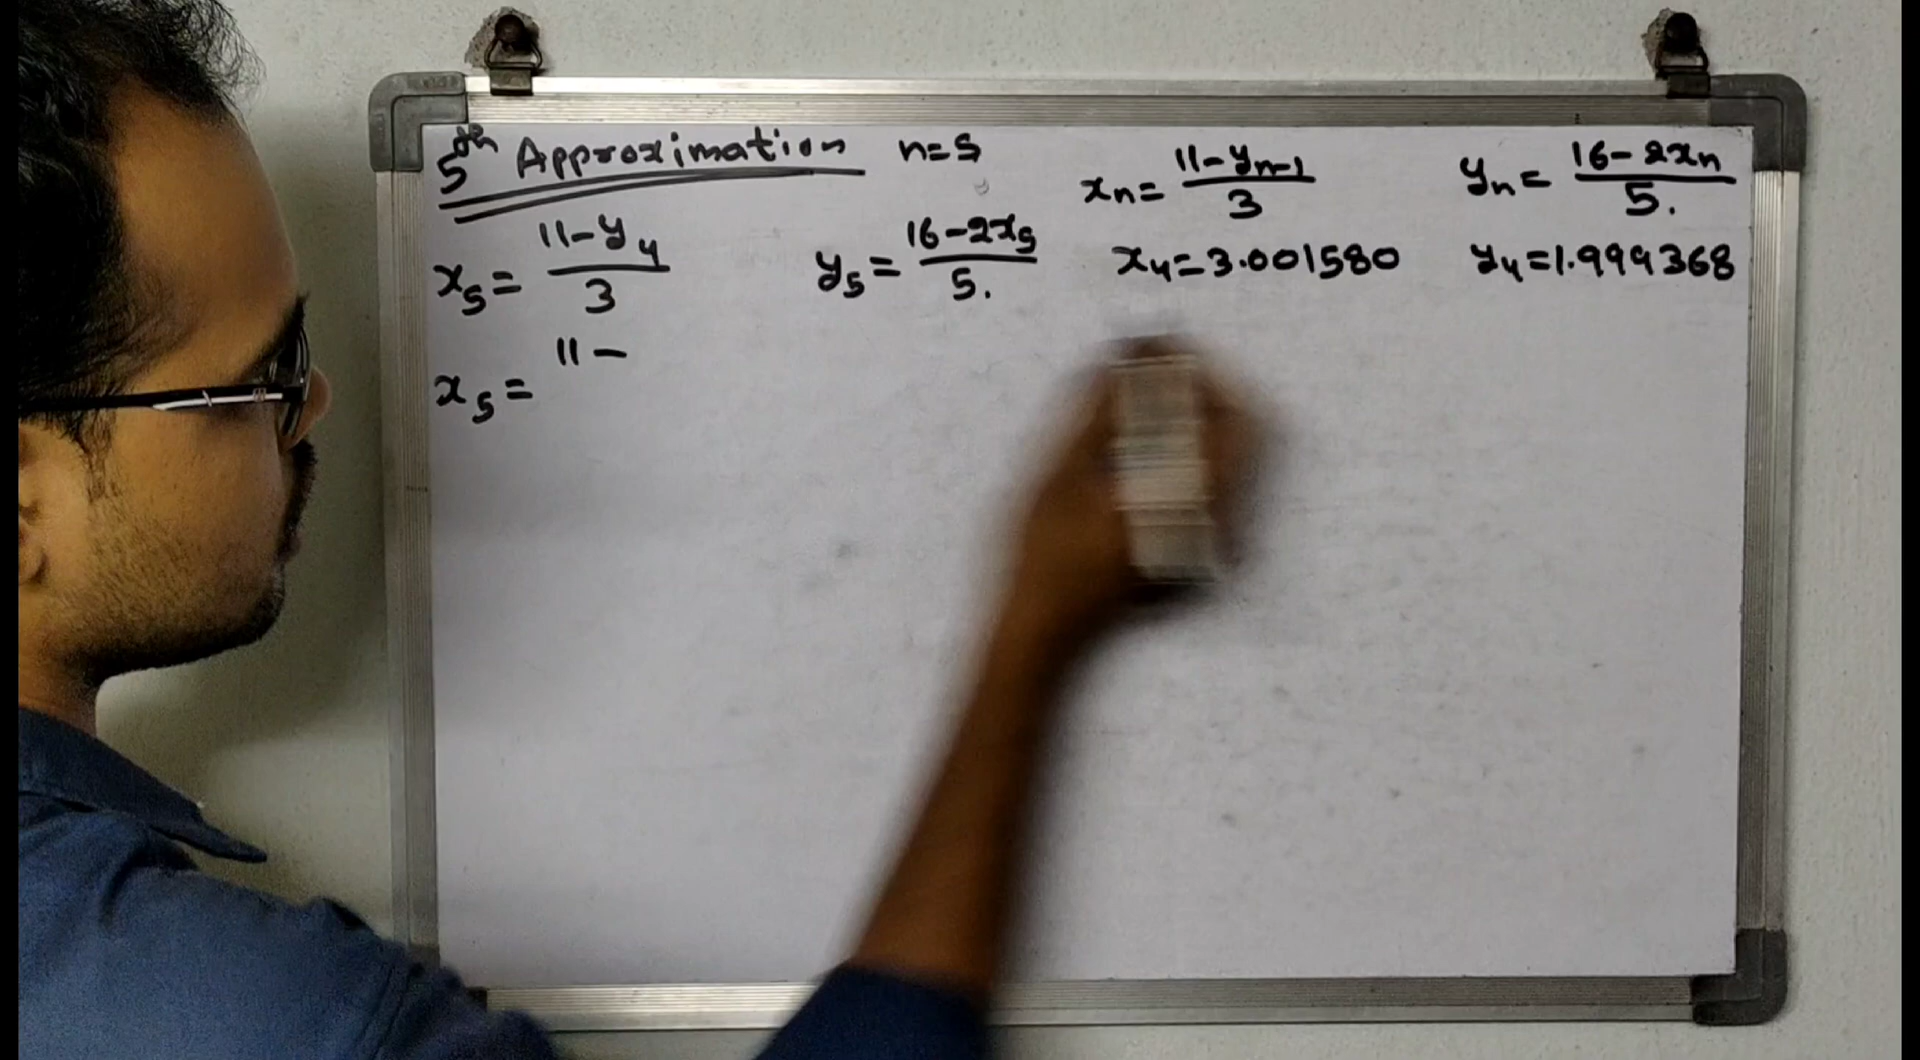 5th Approximation n=5
xn= 11-yn-1/3 yn= 16-2xn/5.
x5= 11-y4/3 y5= 16-2x5/5. x4=3.001580 y4=1.999368
x5= 11-